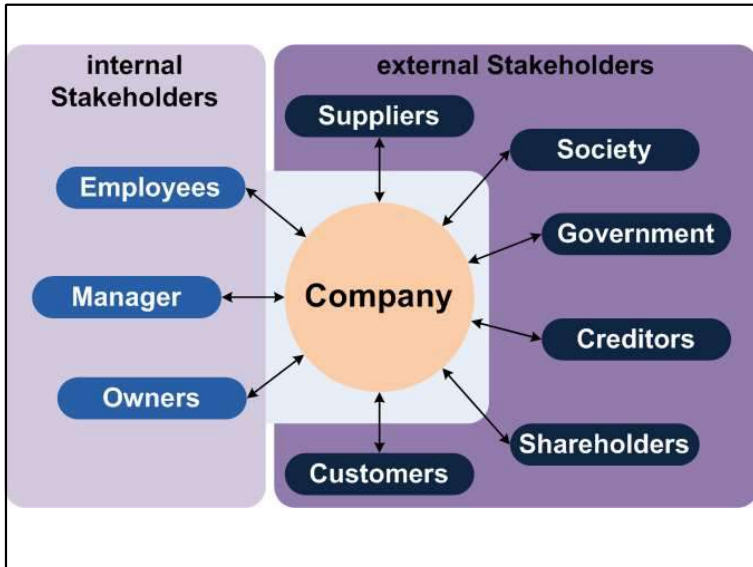 internal
Stakeholders
external Stakeholders
Suppliers
Society
Employees
Government
Manager
Company
Creditors
Owners
Shareholders
Customers